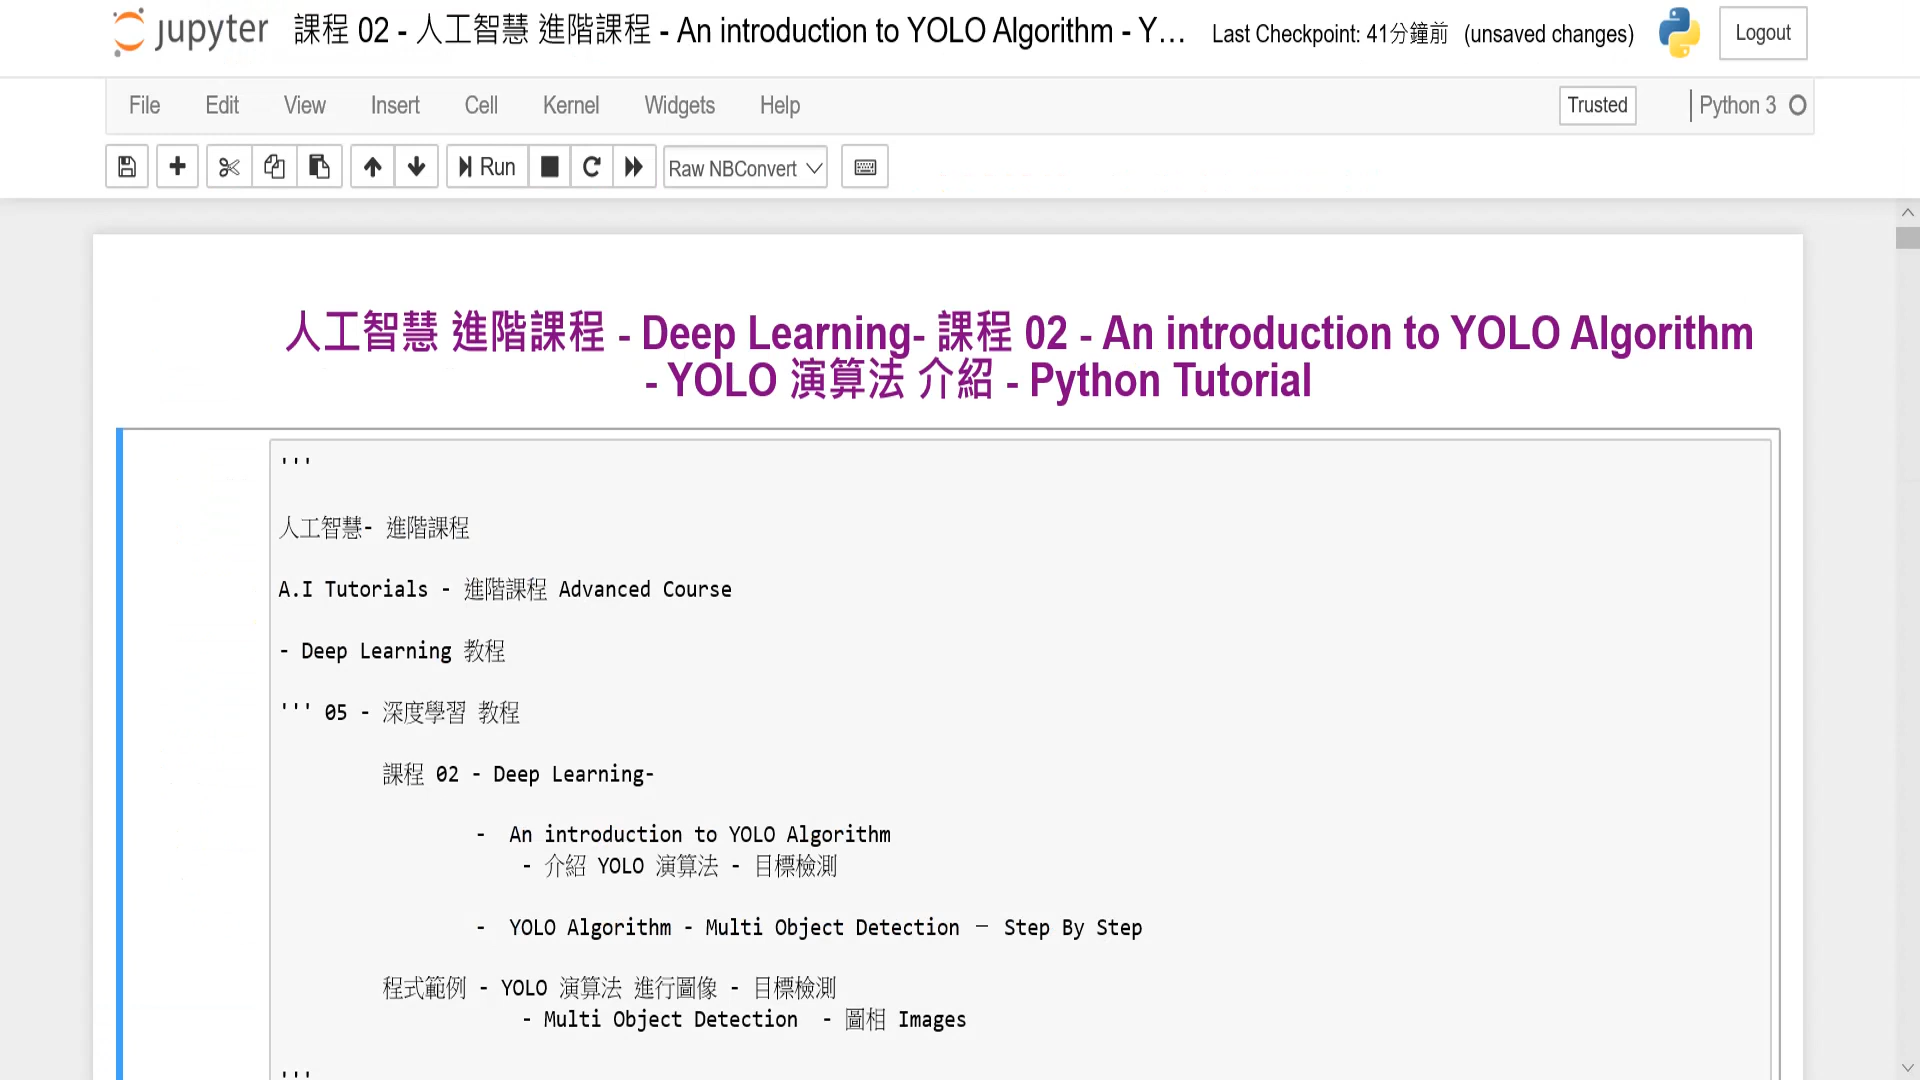 jupyter 課程 02 - 人工智慧 進階課程 - An introduction to YOLO Algorithm - Y... Last Checkpoint: 41分鐘前 (unsaved changes) Logout
File Edit View Insert Cell Kernel Widgets Help Trusted Python 3
Run Raw NBConvert
人工智慧 進階課程 - Deep Learning- 課程 02 - An introduction to YOLO Algorithm
- YOLO 演算法 介紹 - Python Tutorial
'''
人工智慧- 進階課程
A.I Tutorials - 進階課程 Advanced Course
- Deep Learning 教程
''' 05 - 深度學習 教程
課程 02 - Deep Learning-
- An introduction to YOLO Algorithm
- 介紹 YOLO 演算法 - 目標檢測
- YOLO Algorithm - Multi Object Detection － Step By Step
程式範例 - YOLO 演算法 進行圖像 - 目標檢測
- Multi Object Detection - 圖相 Images
'''